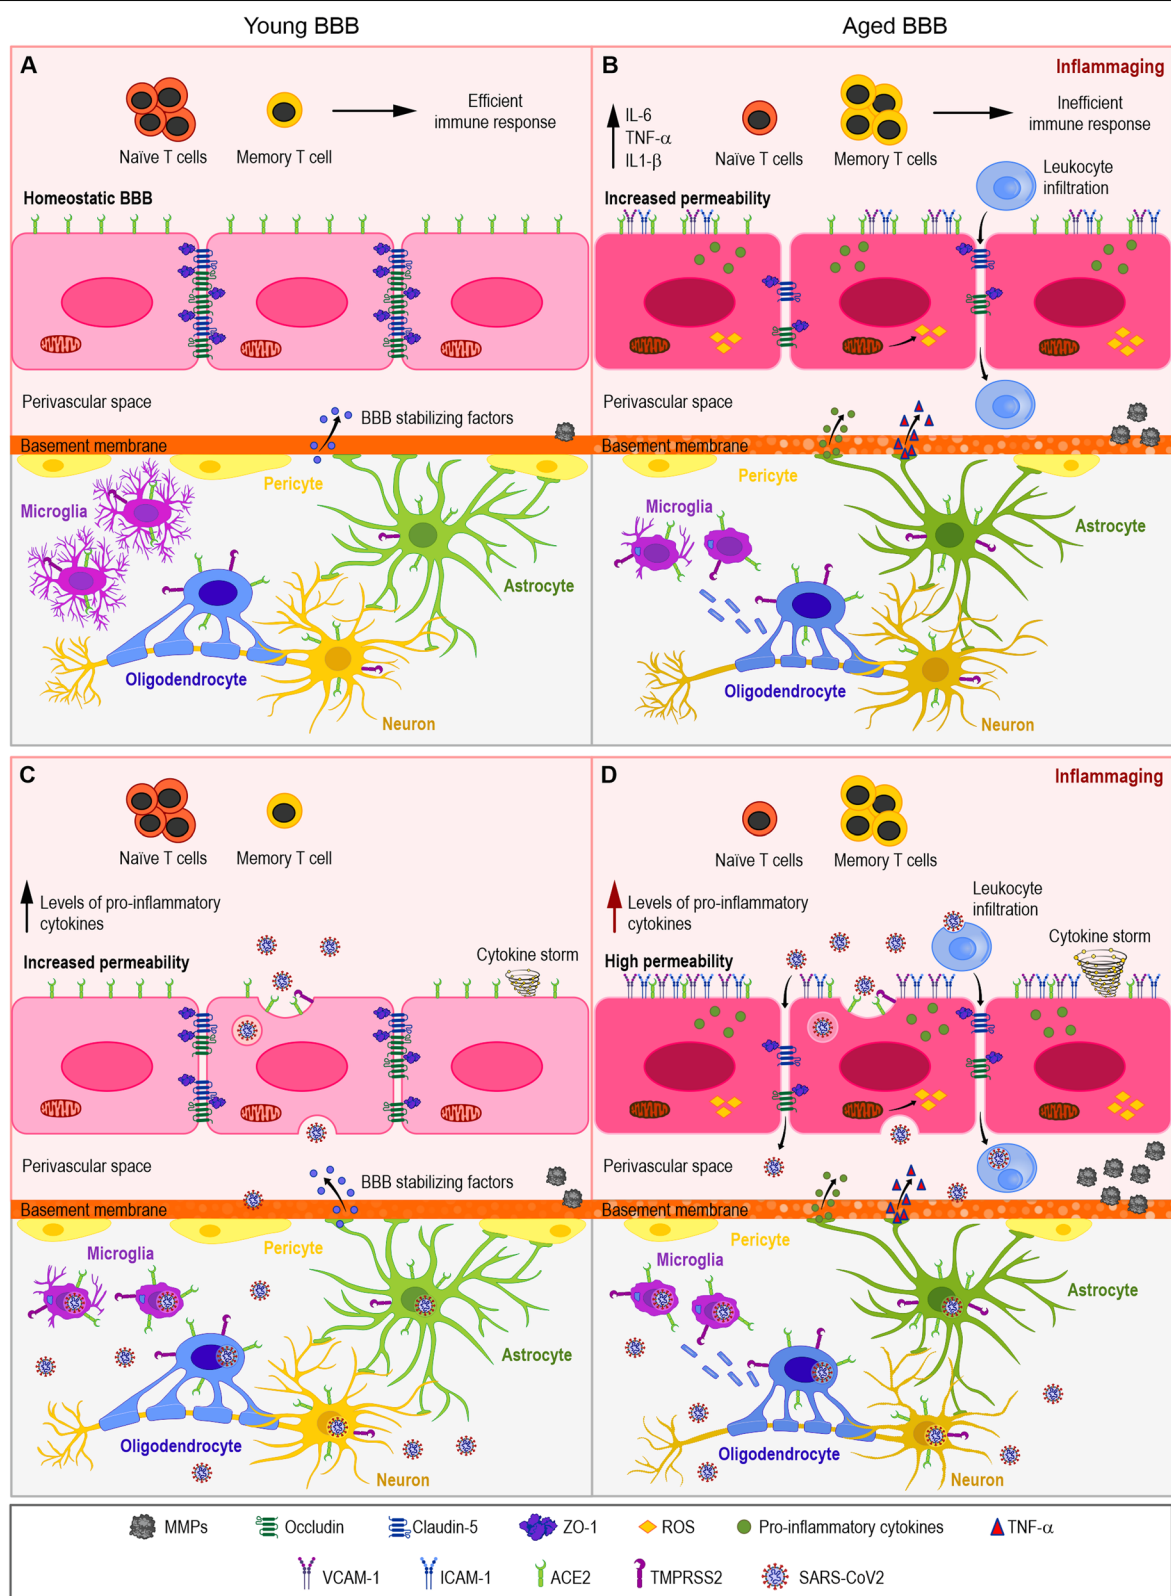 Young BBB
Aged BBB
A
Naïve T cells
Memory T cell
Efficient
immune response
Homeostatic BBB
Perivascular space
BBB stabilizing factors
Basement membrane
Pericyte
Microglia
Astrocyte
Oligodendrocyte
Neuron
B
Inflammaging
IL-6
TNF-α
IL1-β
Naïve T cells
Memory T cells
Inefficient
immune response
Leukocyte
infiltration
Increased permeability
Perivascular space
Basement membrane
Pericyte
Microglia
Astrocyte
Oligodendrocyte
Neuron
C
Naïve T cells
Memory T cell
Levels of pro-inflammatory
cytokines
Increased permeability
Cytokine storm
Perivascular space
BBB stabilizing factors
Basement membrane
Pericyte
Microglia
Astrocyte
Oligodendrocyte
Neuron
D
Inflammaging
Naïve T cells
Memory T cells
Levels of pro-inflammatory
cytokines
Leukocyte
infiltration
Cytokine storm
High permeability
Perivascular space
Basement membrane
Pericyte
Microglia
Astrocyte
Oligodendrocyte
Neuron
MMPs
Occludin
Claudin-5
ZO-1
ROS
Pro-inflammatory cytokines
TNF-α
VCAM-1
ICAM-1
ACE2
TMPRSS2
SARS-CoV2